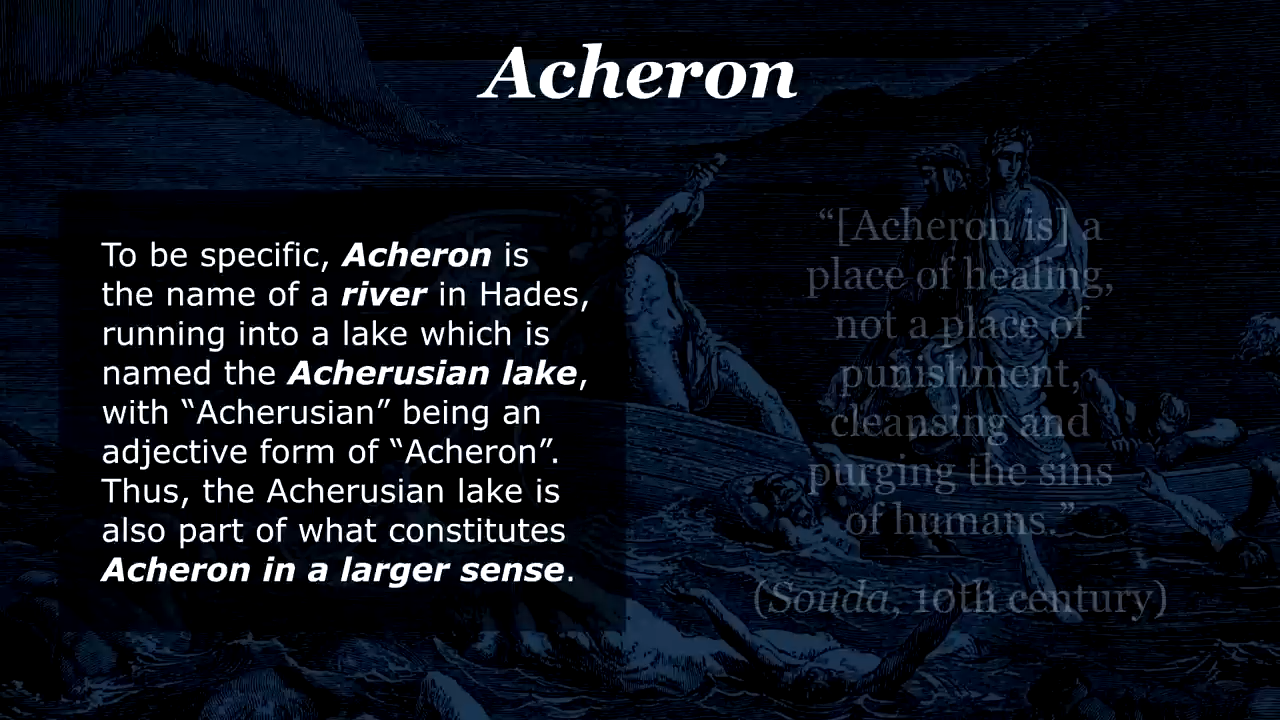 Acheron
To be specific, Acheron is
the name of a river in Hades,
running into a lake which is
named the Acherusian lake,
with “Acherusian” being an
adjective form of “Acheron”.
Thus, the Acherusian lake is
also part of what constitutes
Acheron in a larger sense.
“[Acheron is] a
place of healing,
not a place of
punishment,
cleansing and
purging the sins
of humans.”
(Souda, 10th century)